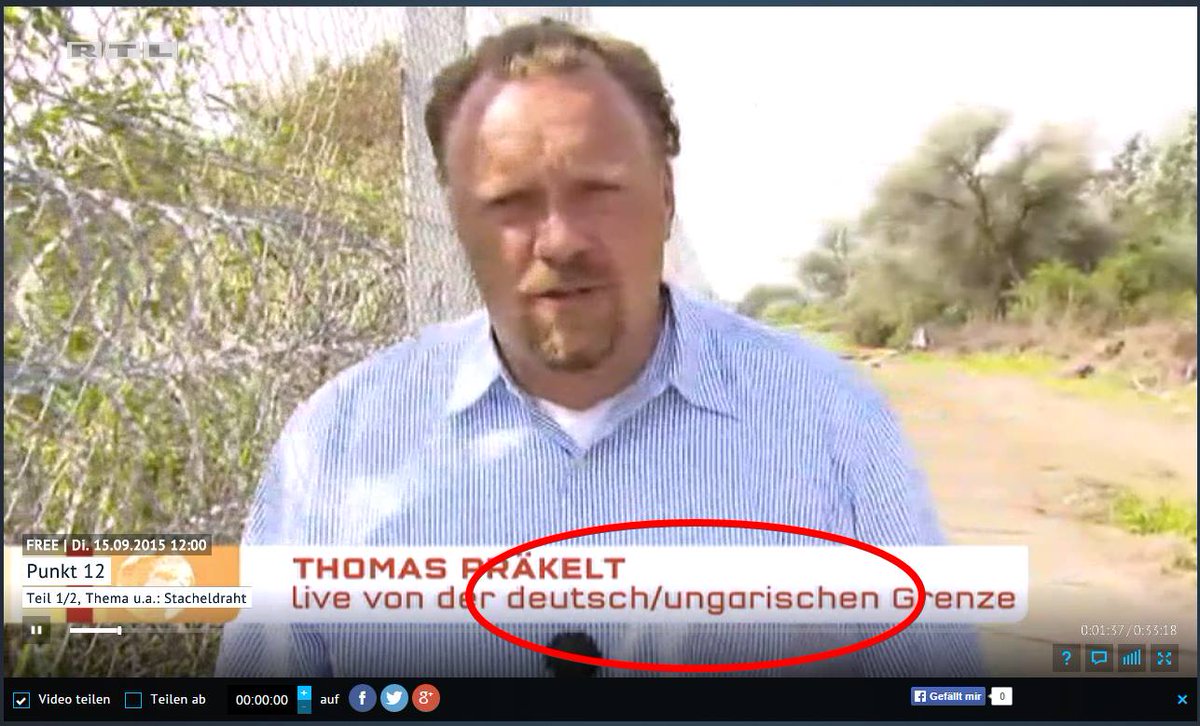 RTL
FREE | Di. 15.09.2015 12:00
Punkt 12
Teil 1/2, Thema u.a.: Stacheldraht
THOMAS PRÄKELT
live von der deutsch/ungarischen Grenze
0:01:37/0:33:18
?
Video teilen
Teilen ab
00:00:00
+
-
auf
f
8+
f Gefällt mir
0
x